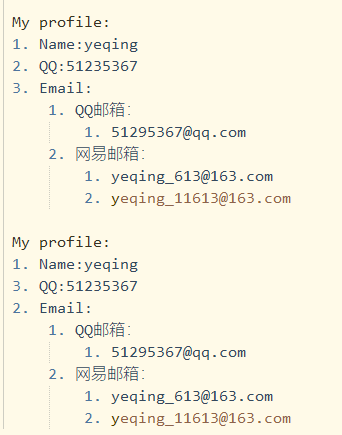 My profile:
1. Name:yeqing
2. QQ:51235367
3. Email:
1. QQ邮箱:
1. 51295367@qq.com
2. 网易邮箱:
1. yeqing_613@163.com
2. yeqing_11613@163.com
My profile:
1. Name:yeqing
3. QQ:51235367
2. Email:
1. QQ邮箱:
1. 51295367@qq.com
2. 网易邮箱:
1. yeqing_613@163.com
2. yeqing_11613@163.com